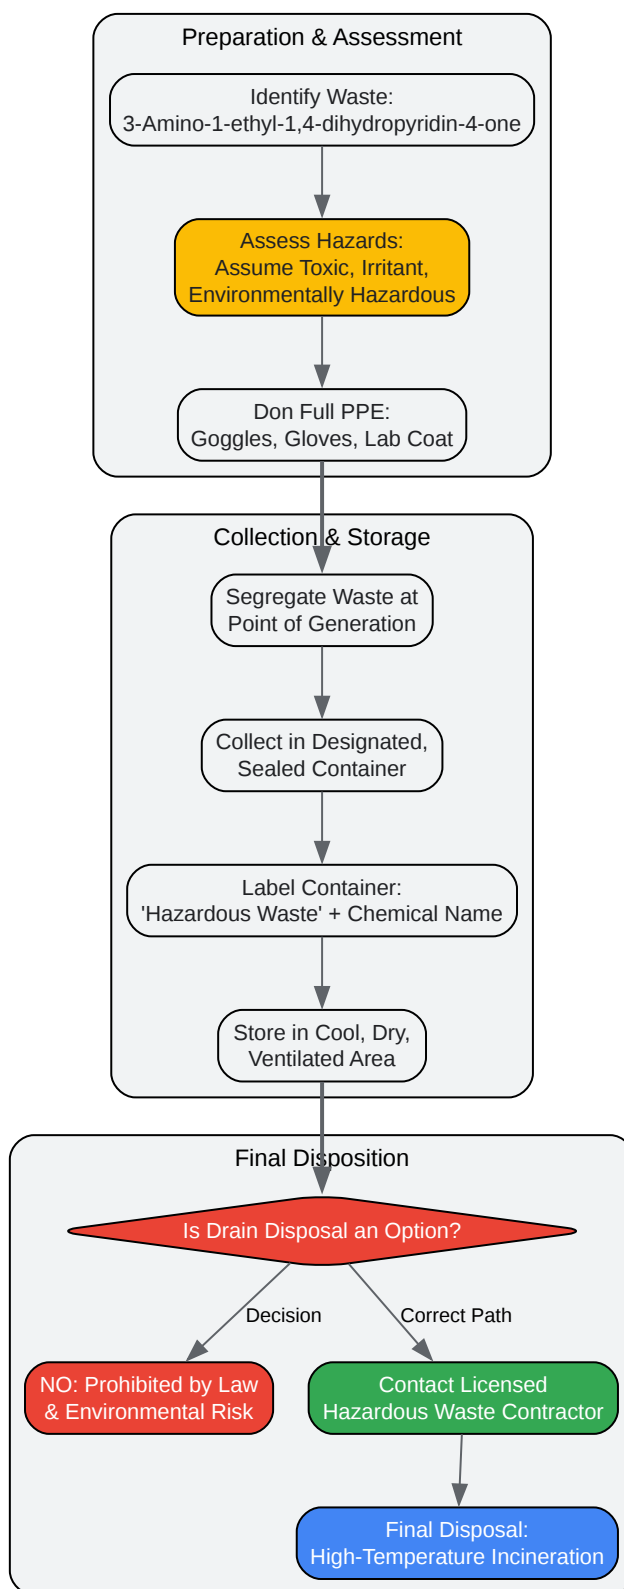 Preparation & Assessment
Identify Waste:
3-Amino-1-ethyl-1,4-dihydropyridin-4-one
Assess Hazards:
Assume Toxic, Irritant,
Environmentally Hazardous
Don Full PPE:
Goggles, Gloves, Lab Coat
Collection & Storage
Segregate Waste at
Point of Generation
Collect in Designated,
Sealed Container
Label Container:
'Hazardous Waste' + Chemical Name
Store in Cool, Dry,
Ventilated Area
Final Disposition
Is Drain Disposal an Option?
Decision
Correct Path
NO: Prohibited by Law
& Environmental Risk
Contact Licensed
Hazardous Waste Contractor
Final Disposal:
High-Temperature Incineration